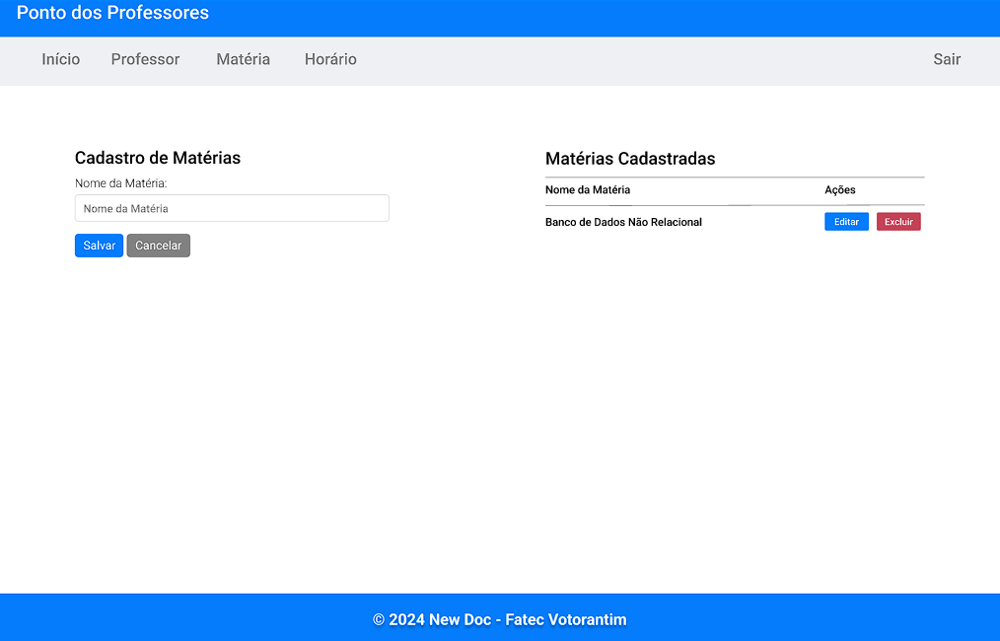 Ponto dos Professores
Início Professor Matéria Horário Sair
Cadastro de Matérias
Nome da Matéria:
Nome da Matéria
Salvar Cancelar
Matérias Cadastradas
Nome da Matéria Ações
Banco de Dados Não Relacional Editar Excluir
© 2024 New Doc - Fatec Votorantim